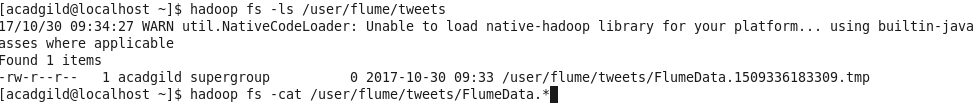 [acadgild@localhost ~]$ hadoop fs -ls /user/flume/tweets
17/10/30 09:34:27 WARN util.NativeCodeLoader: Unable to load native-hadoop library for your platform... using builtin-java
asses where applicable
Found 1 items
-rw-r--r--   1 acadgild supergroup          0 2017-10-30 09:33 /user/flume/tweets/FlumeData.1509336183309.tmp
[acadgild@localhost ~]$ hadoop fs -cat /user/flume/tweets/FlumeData.*